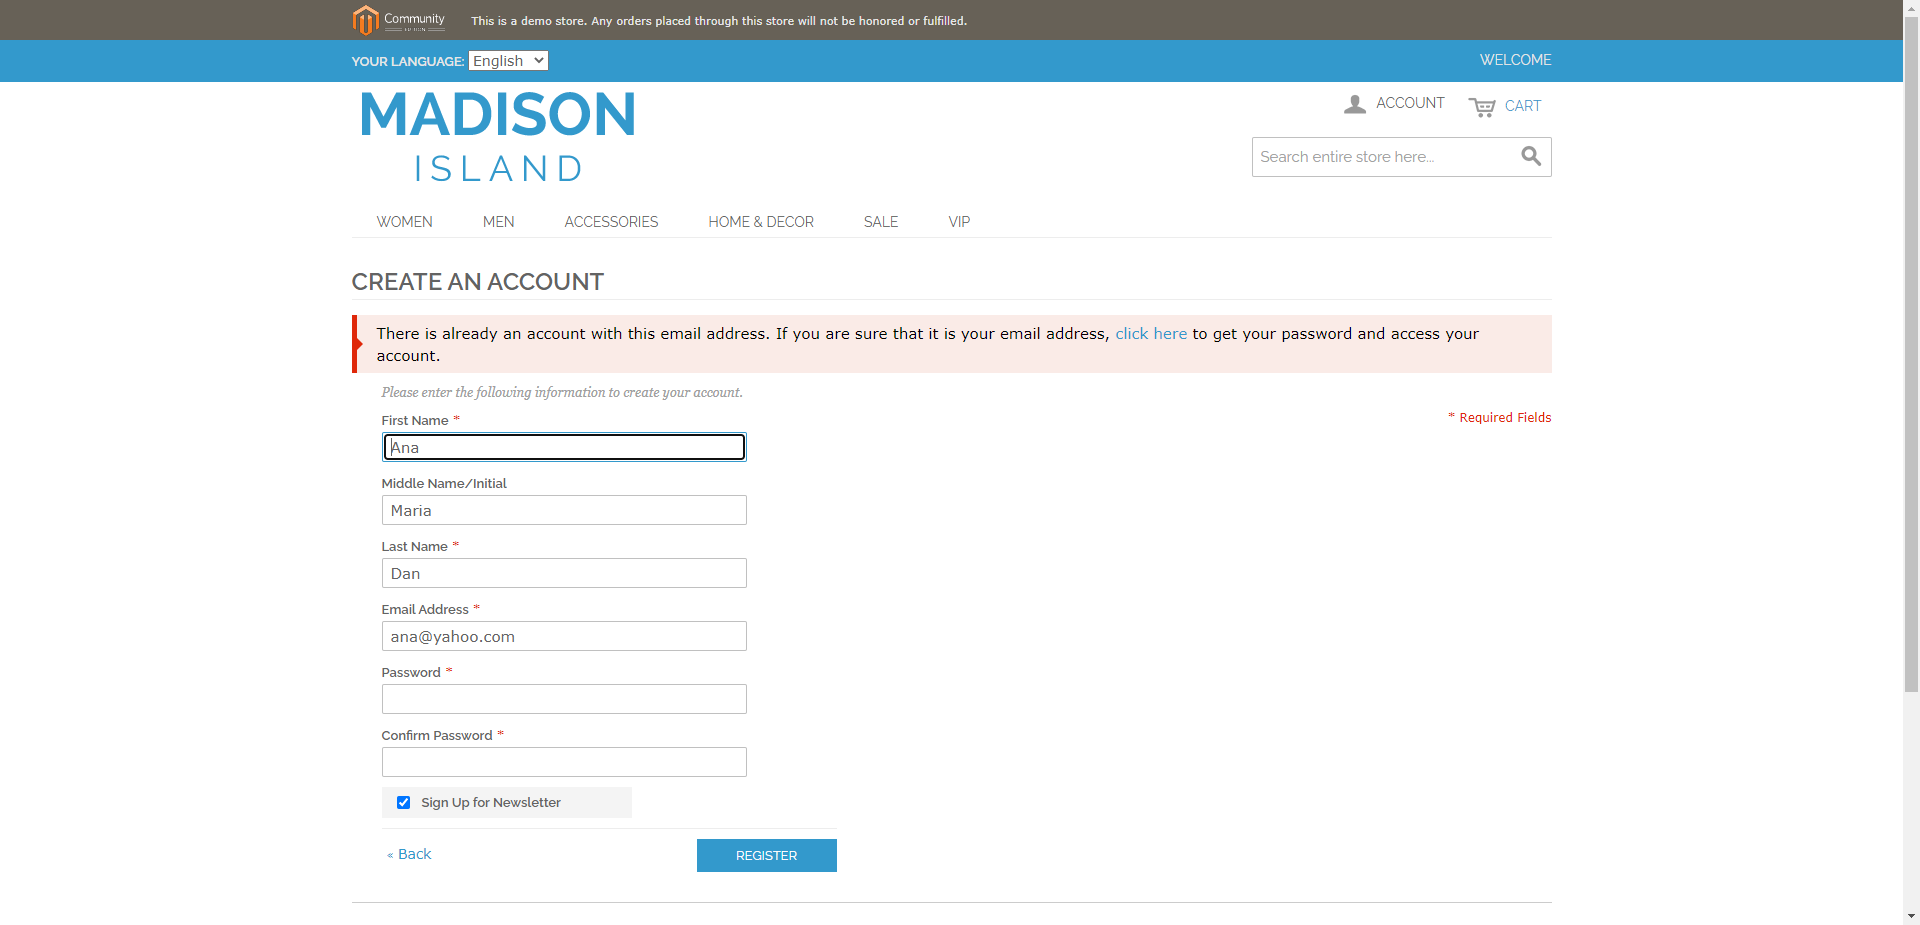 Community
EDITION
This is a demo store. Any orders placed through this store will not be honored or fulfilled.
YOUR LANGUAGE: English
WELCOME
MADISON
ISLAND
ACCOUNT
CART
Search entire store here...
WOMEN MEN ACCESSORIES HOME & DECOR SALE VIP
CREATE AN ACCOUNT
There is already an account with this email address. If you are sure that it is your email address, click here to get your password and access your
account.
Please enter the following information to create your account.
* Required Fields
First Name *
Ana
Middle Name/Initial
Maria
Last Name *
Dan
Email Address *
ana@yahoo.com
Password *
Confirm Password *
Sign Up for Newsletter
« Back
REGISTER